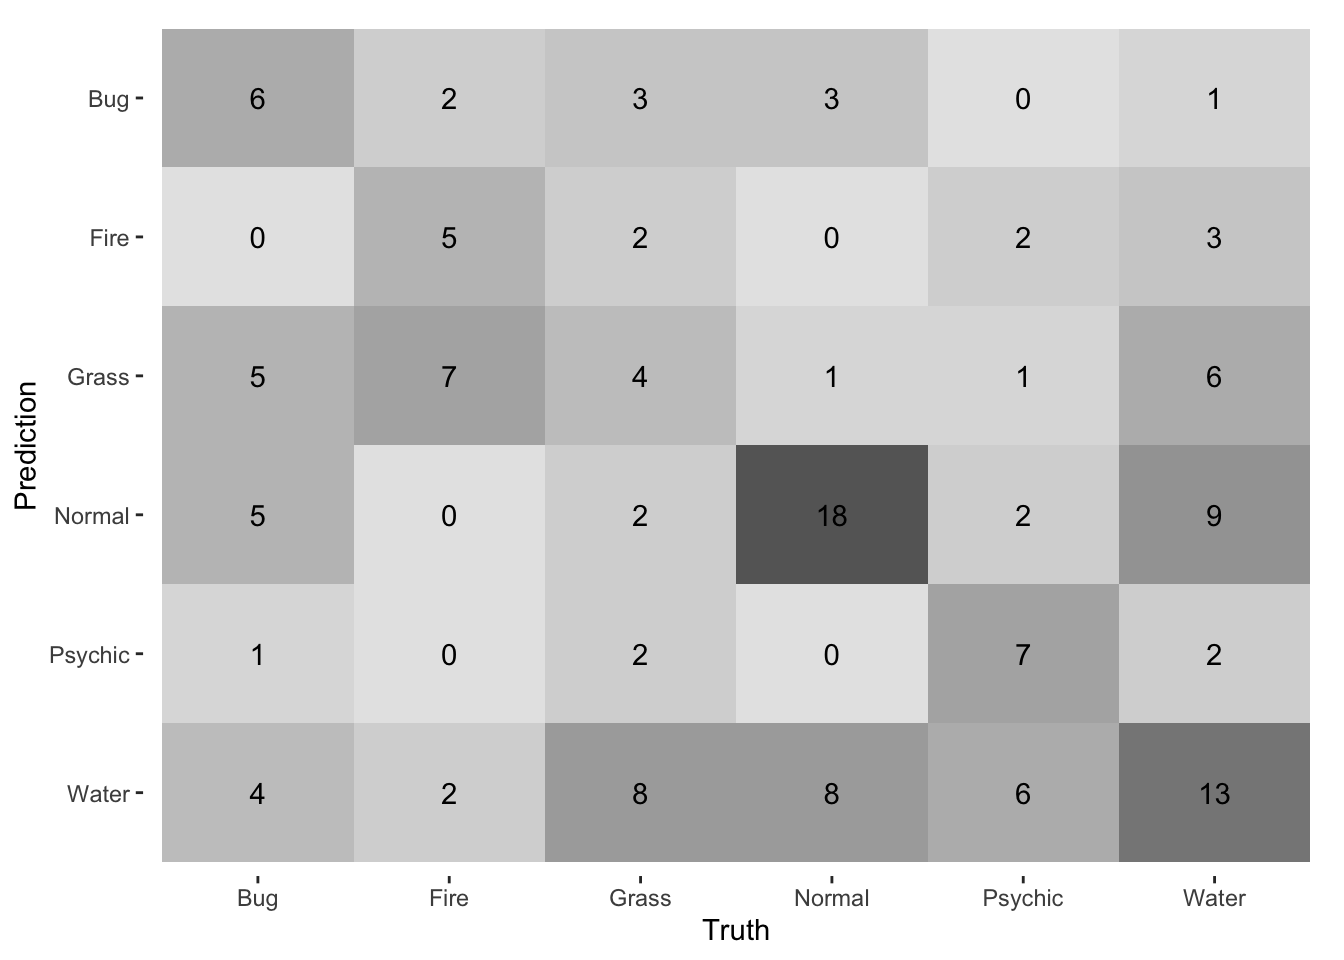 Bug 6 2 3 3 0 1
Fire 0 5 2 0 2 3
Grass 5 7 4 1 1 6
Prediction
Normal 5 0 2 18 2 9
Psychic 1 0 2 0 7 2
Water 4 2 8 8 6 13
Bug Fire Grass Normal Psychic Water
Truth